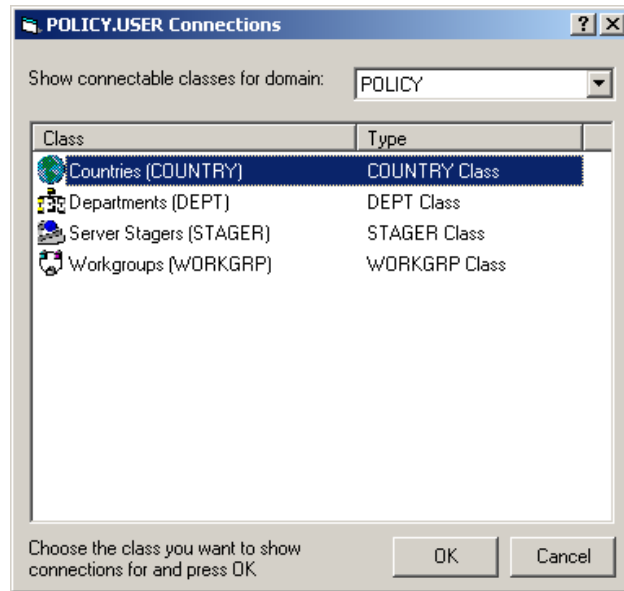 POLICY.USER Connections
Show connectable classes for domain: POLICY
Class Type
Countries (COUNTRY) COUNTRY Class
Departments (DEPT) DEPT Class
Server Stagers (STAGER) STAGER Class
Workgroups (WORKGRP) WORKGRP Class
Choose the class you want to show
connections for and press OK
OK Cancel